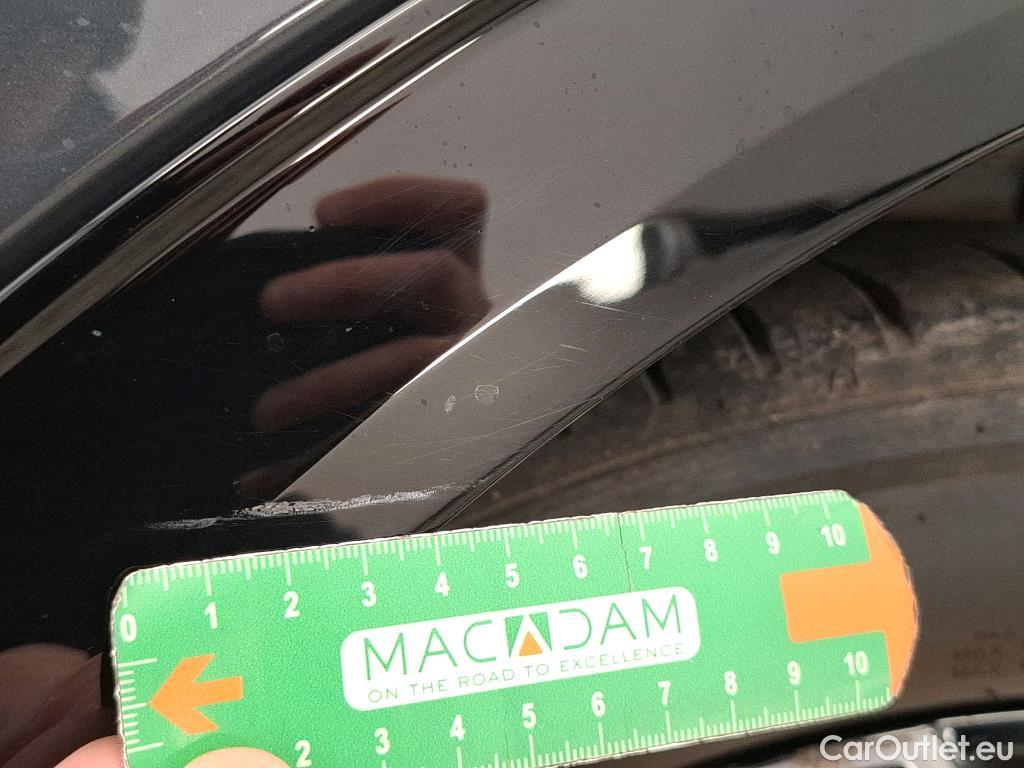 0 1 2 3 4 5 6 7 8 9 10
MACADAM
ON THE ROAD TO EXCELLENCE
2 3 4 5 6 7 8 9 10
CarOutlet.eu